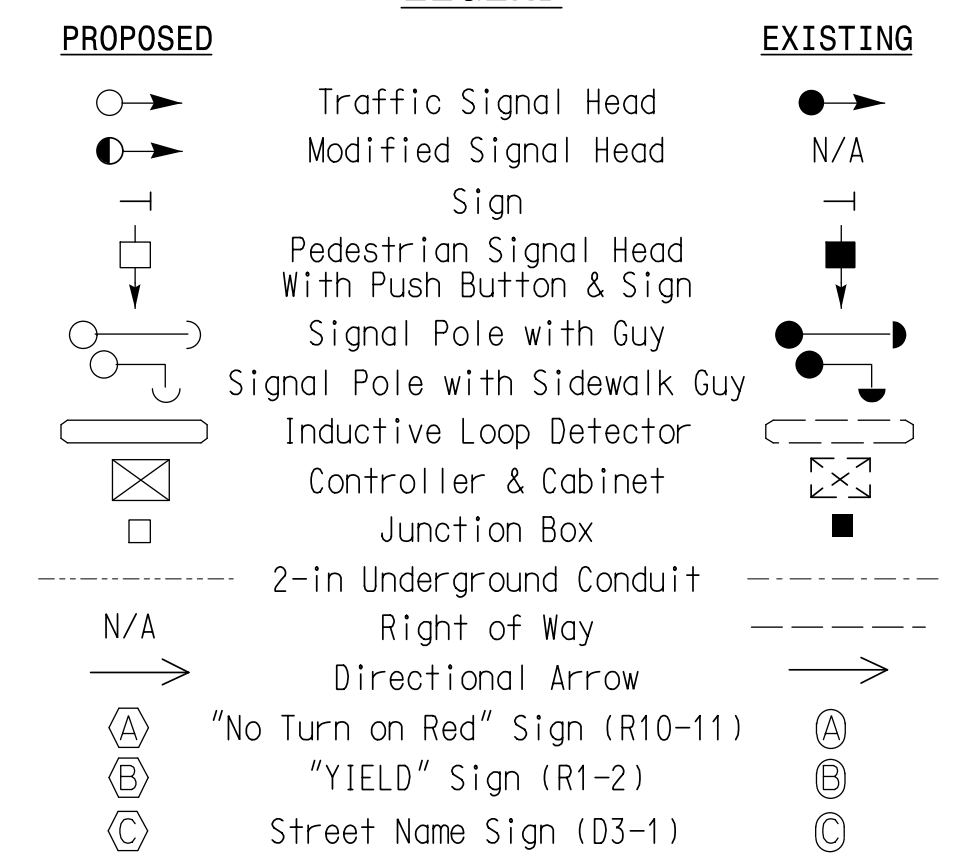 PROPOSED EXISTING
Traffic Signal Head
Modified Signal Head N/A
Sign
Pedestrian Signal Head
With Push Button & Sign
Signal Pole with Guy
Signal Pole with Sidewalk Guy
Inductive Loop Detector
Controller & Cabinet
Junction Box
2-in Underground Conduit
N/A Right of Way
Directional Arrow
A "No Turn on Red" Sign (R10-11) A
B "YIELD" Sign (R1-2) B
C Street Name Sign (D3-1) C